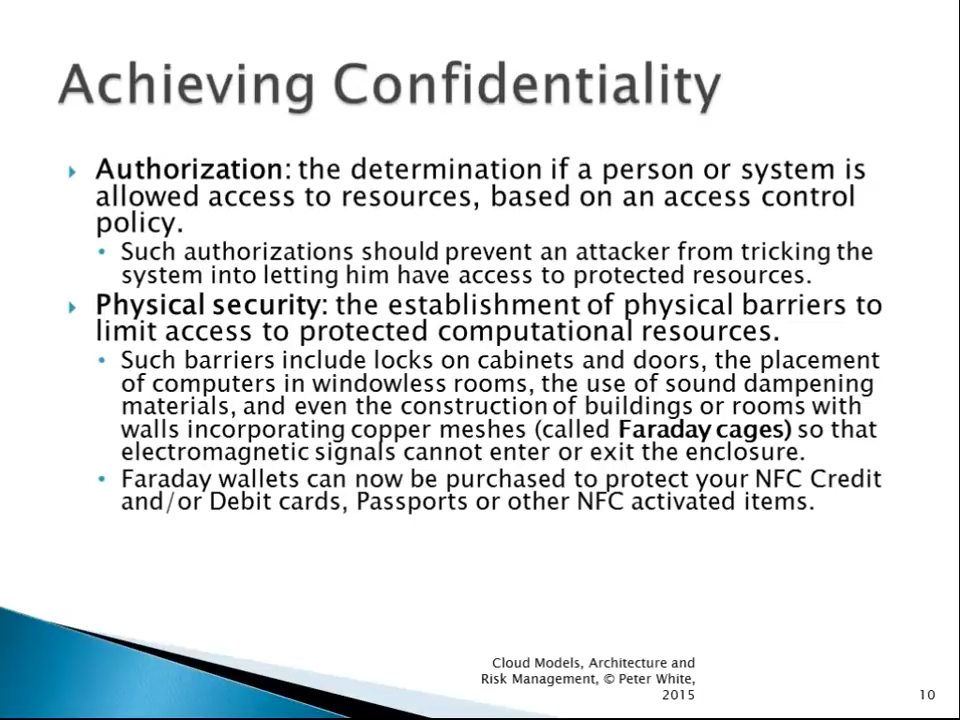 Achieving Confidentiality
Authorization: the determination if a person or system is
allowed access to resources, based on an access control
policy.
Such authorizations should prevent an attacker from tricking the
system into letting him have access to protected resources.
Physical security: the establishment of physical barriers to
limit access to protected computational resources.
Such barriers include locks on cabinets and doors, the placement
of computers in windowless rooms, the use of sound dampening
materials, and even the construction of buildings or rooms with
walls incorporating copper meshes (called Faraday cages) so that
electromagnetic signals cannot enter or exit the enclosure.
Faraday wallets can now be purchased to protect your NFC Credit
and/or Debit cards, Passports or other NFC activated items.
Cloud Models, Architecture and
Risk Management, © Peter White,
2015
10